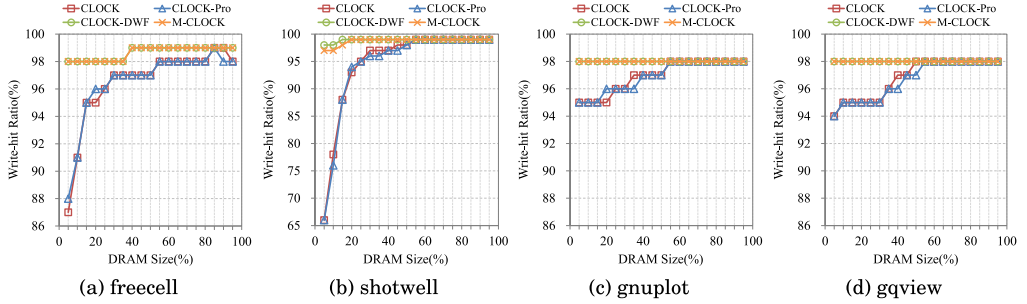 CLOCK CLOCK-Pro
CLOCK-DWF M-CLOCK
Write-hit Ratio(%)
100
98
96
94
92
90
88
86
0 20 40 60 80 100
DRAM Size(%)
(a) freecell
CLOCK CLOCK-Pro
CLOCK-DWF M-CLOCK
Write-hit Ratio(%)
100
95
90
85
80
75
70
65
0 20 40 60 80 100
DRAM Size(%)
(b) shotwell
CLOCK CLOCK-Pro
CLOCK-DWF M-CLOCK
Write-hit Ratio(%)
100
98
96
94
92
90
88
86
0 20 40 60 80 100
DRAM Size(%)
(c) gnuplot
CLOCK CLOCK-Pro
CLOCK-DWF M-CLOCK
Write-hit Ratio(%)
100
98
96
94
92
90
88
86
0 20 40 60 80 100
DRAM Size(%)
(d) gqview